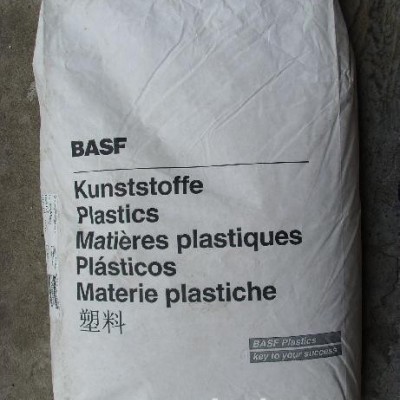 BASF
Kunststoffe
Plastics
Matières plastiques
Plásticos
Materie plastiche
塑料
BASF Plastics
key to your success